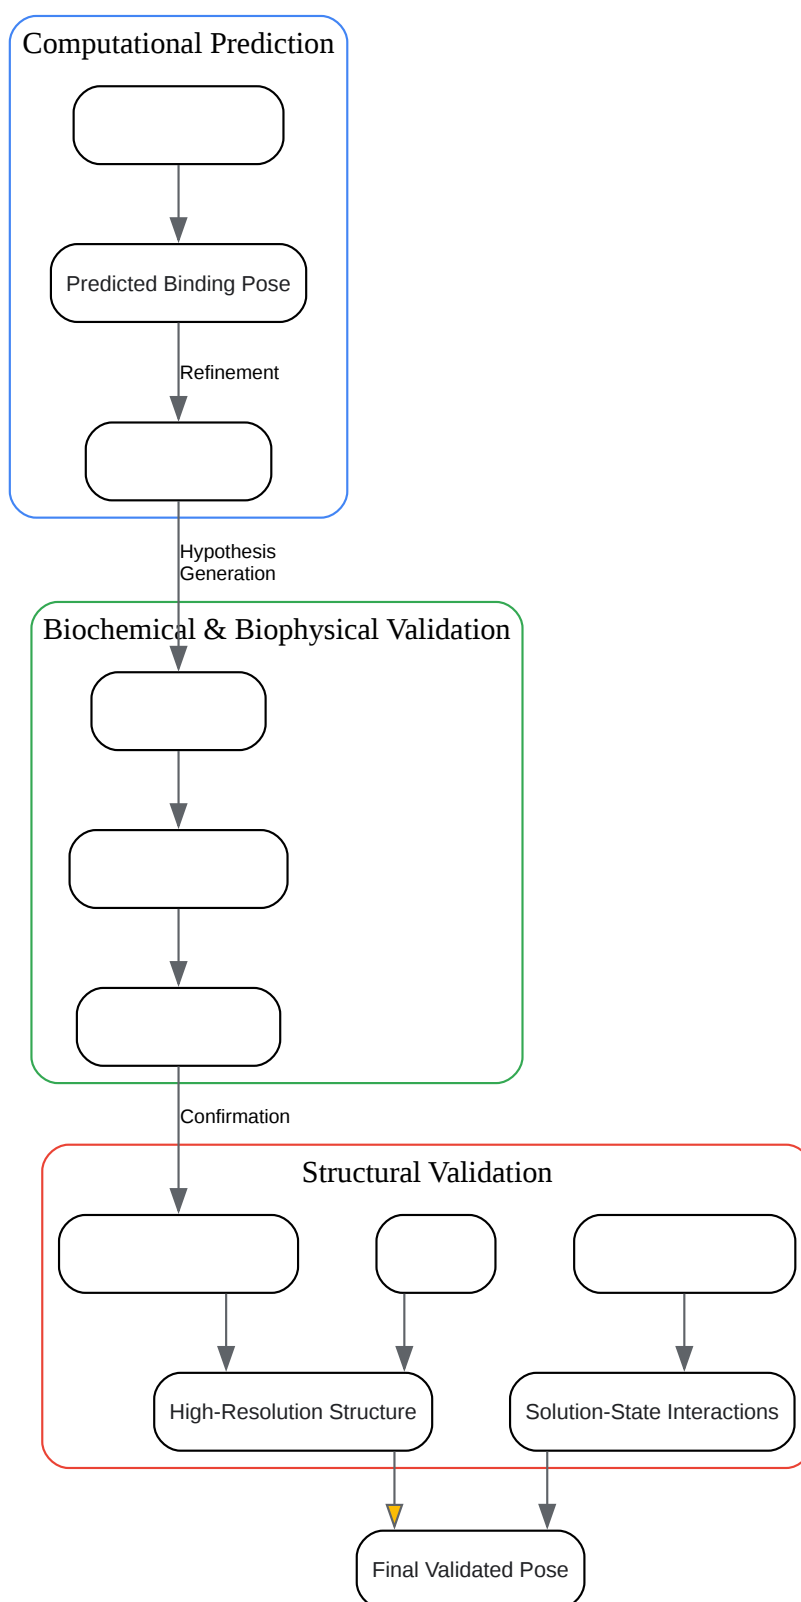 Computational Prediction
Predicted Binding Pose
Refinement
Hypothesis
Generation
Biochemical & Biophysical Validation
Confirmation
Structural Validation
High-Resolution Structure
Solution-State Interactions
Final Validated Pose